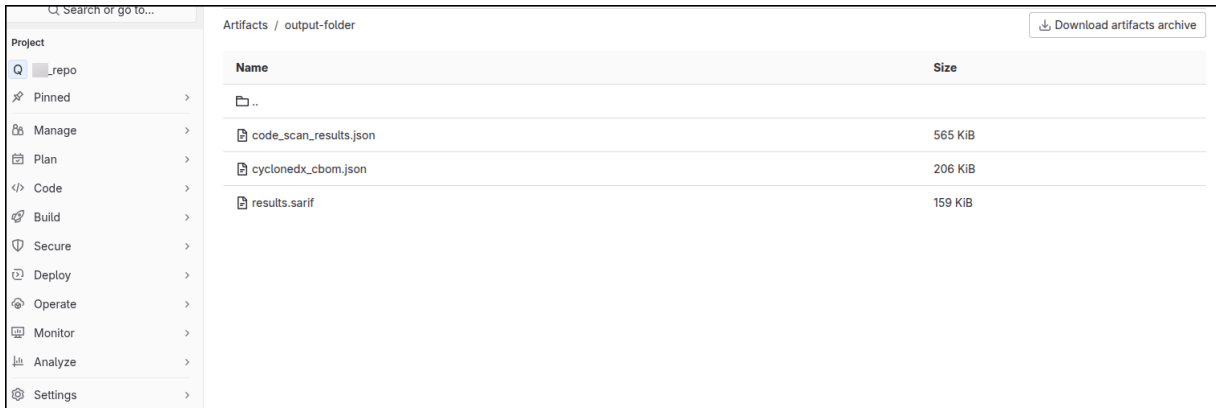 Search or go to...
Project
Q _repo
Pinned
Manage
Plan
Code
Build
Secure
Deploy
Operate
Monitor
Analyze
Settings
Artifacts / output-folder
Download artifacts archive
Name Size
..
code_scan_results.json 565 KiB
cyclonedx_cbom.json 206 KiB
results.sarif 159 KiB